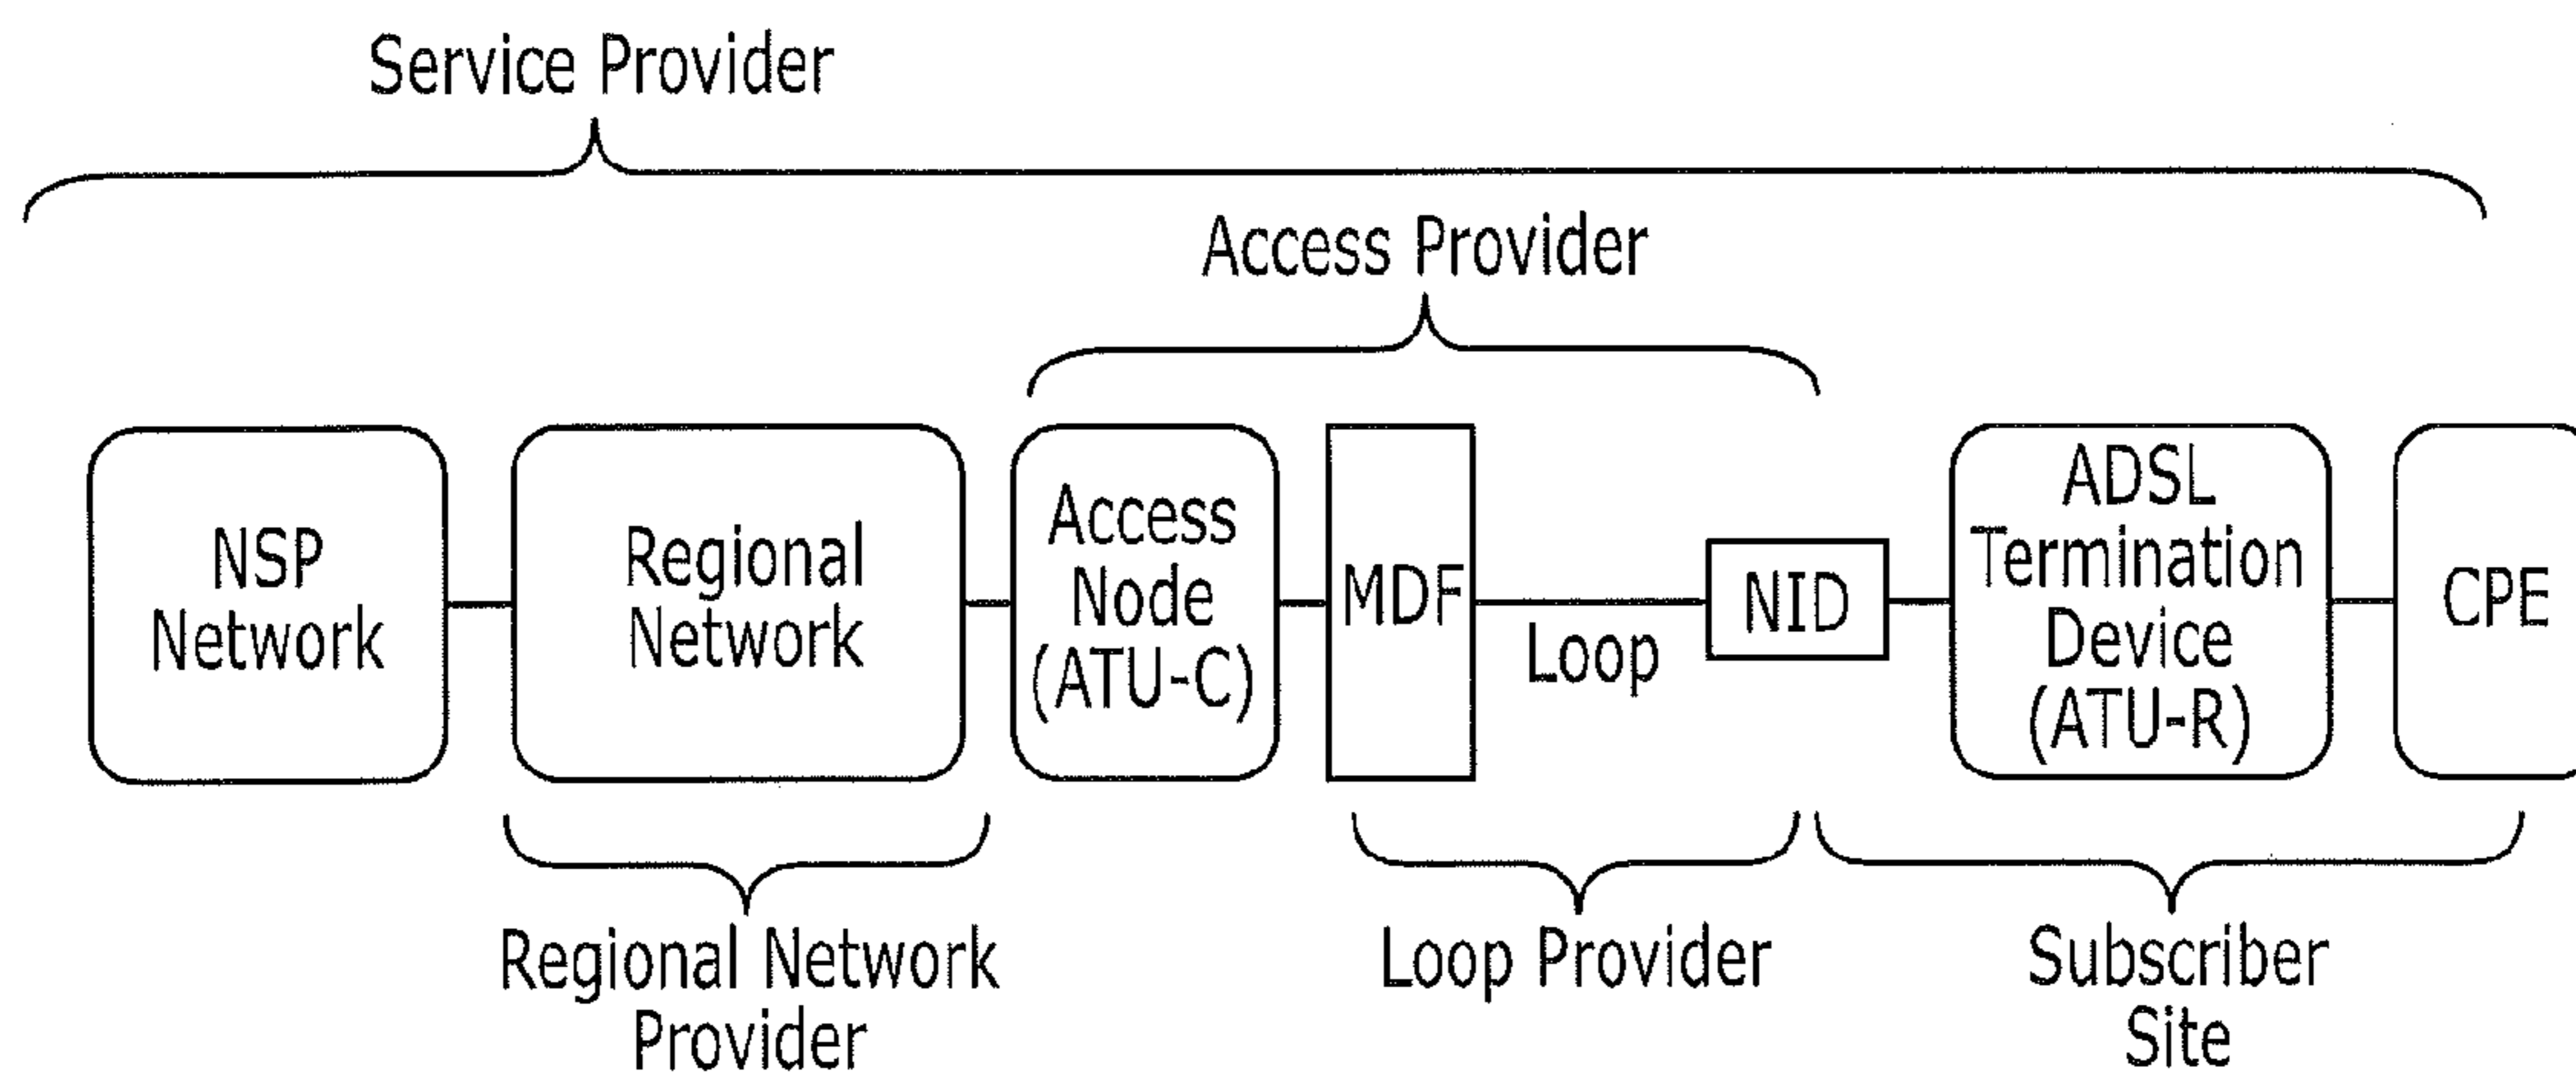 Service Provider
Access Provider
NSP
Network
Regional
Network
Access
Node
(ATU-C)
MDF
Loop
NID
ADSL
Termination
Device
(ATU-R)
CPE
Regional Network
Provider
Loop Provider
Subscriber
Site